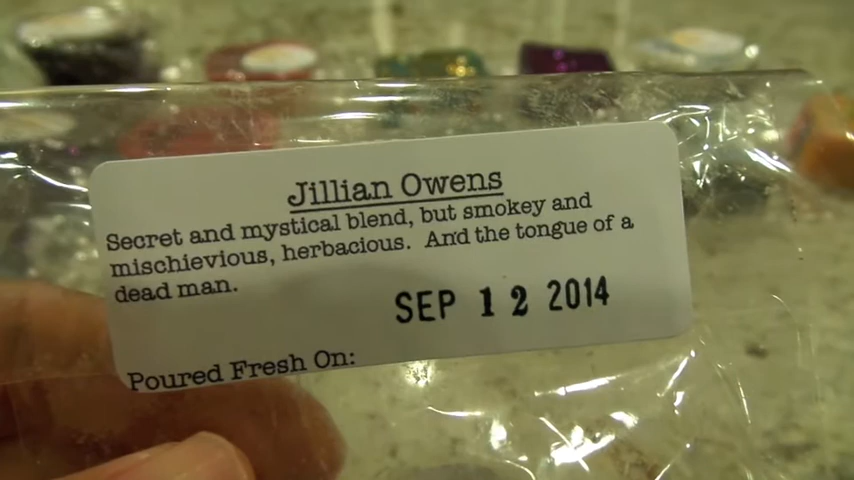 Jillian Owens
Secret and mystical blend, but smokey and
mischievious, herbacious. And the tongue of a
dead man.
SEP 12 2014
Poured Fresh On: